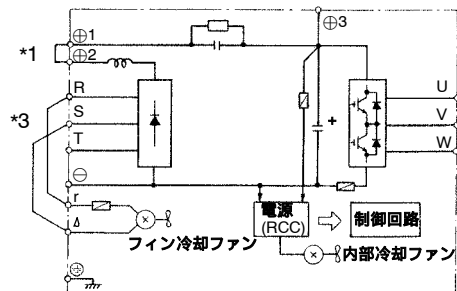 ⊕3
*1
⊕1
⊕2
R
S
T
*3
⊖
r
Δ
フィン冷却ファン
+
U
V
W
電源
(RCC)
制御回路
内部冷却ファン